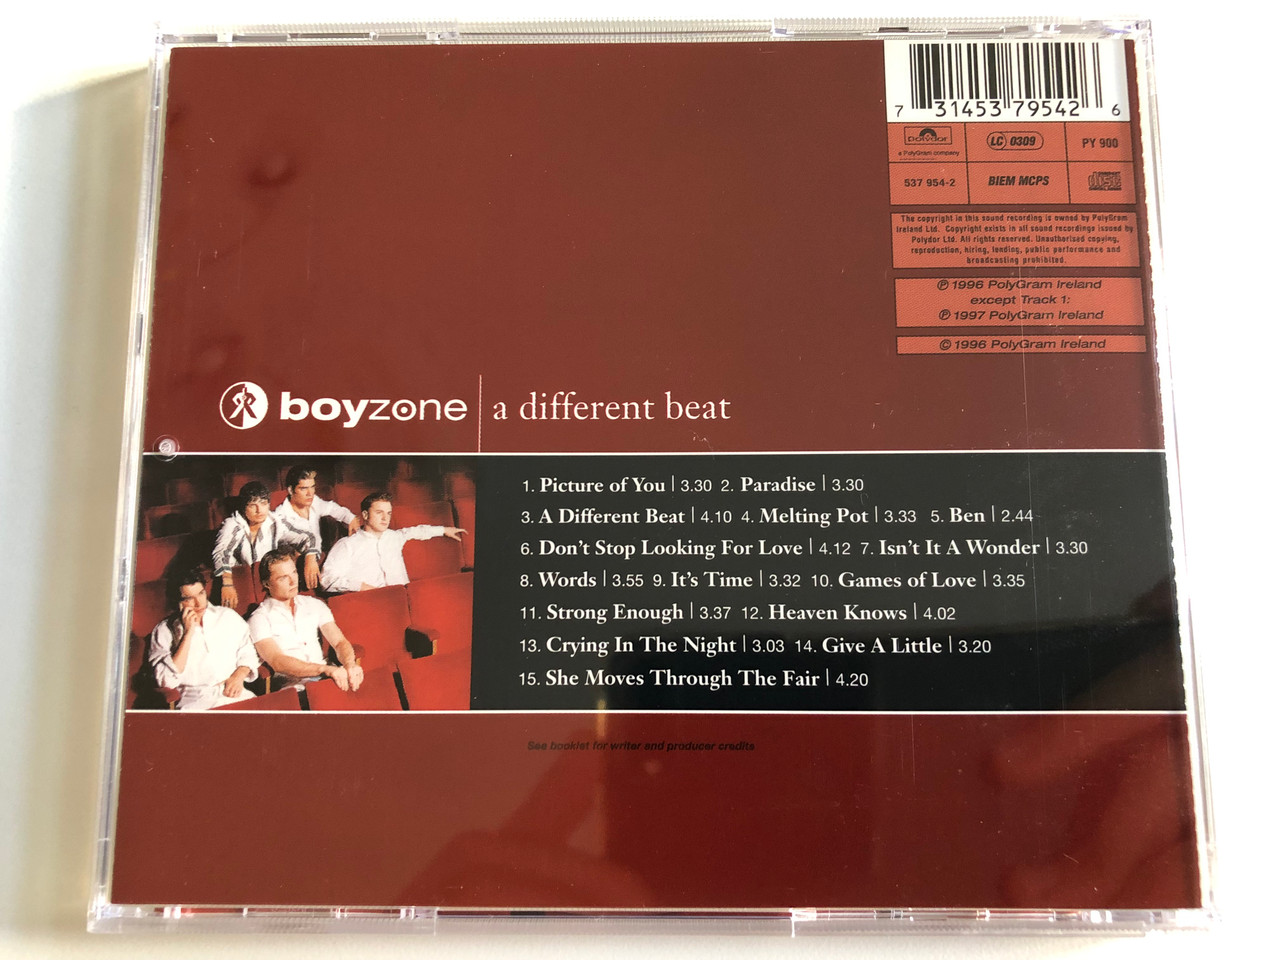 7 31453 79542 6
Polydor
a PolyGram company
LC 0309
PY 900
537 954-2
BIEM MCPS
The copyright in this sound recording is owned by PolyGram
Ireland Ltd. Copyright exists in all sound recordings issued by
Polydor Ltd. All rights reserved. Unauthorised copying,
reproduction, hiring, lending, public performance and
broadcasting prohibited.
℗ 1996 PolyGram Ireland
except Track 1:
℗ 1997 PolyGram Ireland
© 1996 PolyGram Ireland
boyzone | a different beat
1. Picture of You | 3.30 2. Paradise | 3.30
3. A Different Beat | 4.10 4. Melting Pot | 3.33 5. Ben | 2.44
6. Don't Stop Looking For Love | 4.12 7. Isn't It A Wonder | 3.30
8. Words | 3.55 9. It's Time | 3.32 10. Games of Love | 3.35
11. Strong Enough | 3.37 12. Heaven Knows | 4.02
13. Crying In The Night | 3.03 14. Give A Little | 3.20
15. She Moves Through The Fair | 4.20
See booklet for writer and producer credits